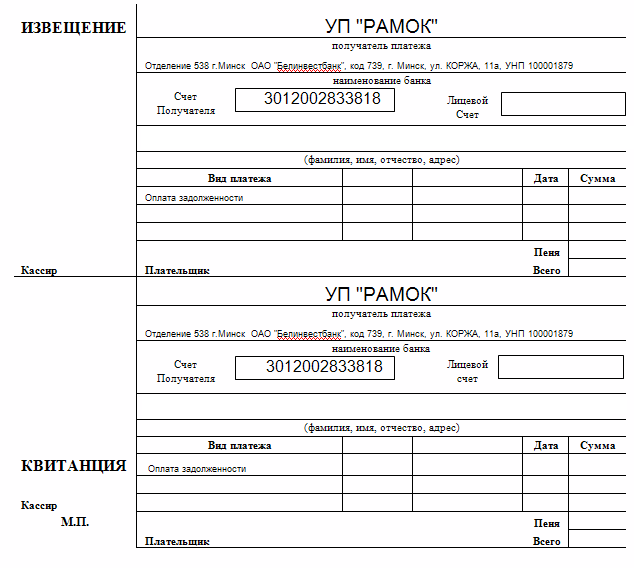 ИЗВЕЩЕНИЕ
УП "РАМОК"
получатель платежа
Отделение 538 г.Минск ОАО "Белинвестбанк", код 739, г. Минск, ул. КОРЖА, 11а, УНП 100001879
наименование банка
Счет Получателя
3012002833818
Лицевой Счет
(фамилия, имя, отчество, адрес)
Вид платежа Дата Сумма
Оплата задолженности
Пеня
Кассир Плательщик Всего
УП "РАМОК"
получатель платежа
Отделение 538 г.Минск ОАО "Белинвестбанк", код 739, г. Минск, ул. КОРЖА, 11а, УНП 100001879
наименование банка
Счет Получателя
3012002833818
Лицевой счет
(фамилия, имя, отчество, адрес)
Вид платежа Дата Сумма
КВИТАНЦИЯ Оплата задолженности
Кассир
М.П. Пеня
Плательщик Всего